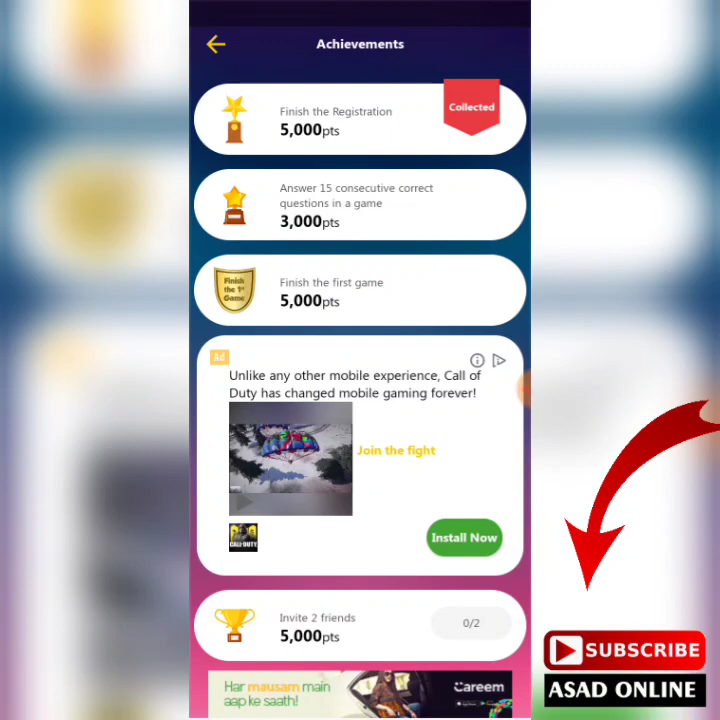 Achievements
Finish the Registration
5,000pts
Collected
Answer 15 consecutive correct
questions in a game
3,000pts
Finish
the 1st
Game
Finish the first game
5,000pts
Ad
Unlike any other mobile experience, Call of
Duty has changed mobile gaming forever!
Join the fight
CALL OF DUTY
Install Now
Invite 2 friends
5,000pts
0/2
Har mausam main
aap ke saath!
Careem
SUBSCRIBE
ASAD ONLINE